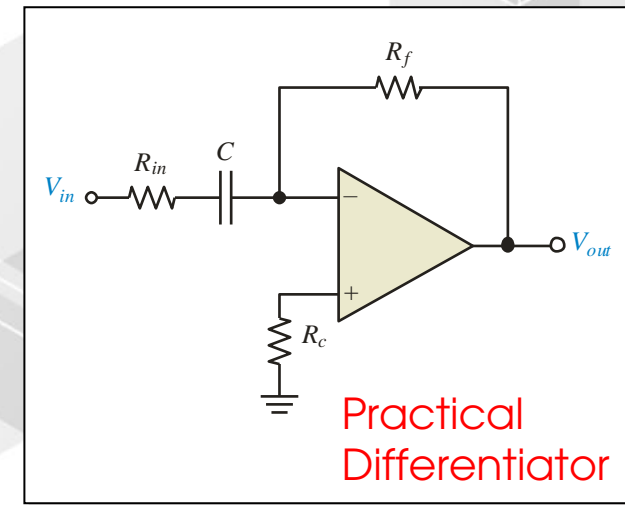 R_f
R_in
C
V_in
−
V_out
+
R_c
Practical
Differentiator